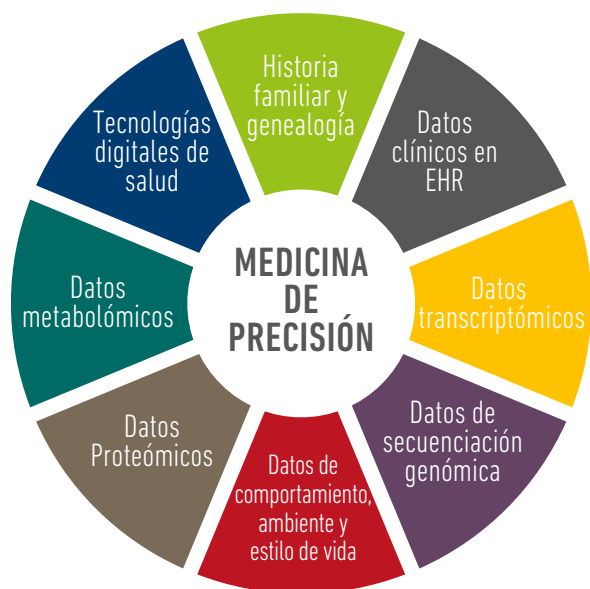 Historia
familiar y
genealogía
Datos
clínicos en
EHR
Datos
transcriptómicos
Datos de
secuenciación
genómica
Datos de
comportamiento,
ambiente y
estilo de vida
Datos
Proteómicos
Datos
metabolómicos
Tecnologías
digitales de
salud
MEDICINA
DE
PRECISIÓN